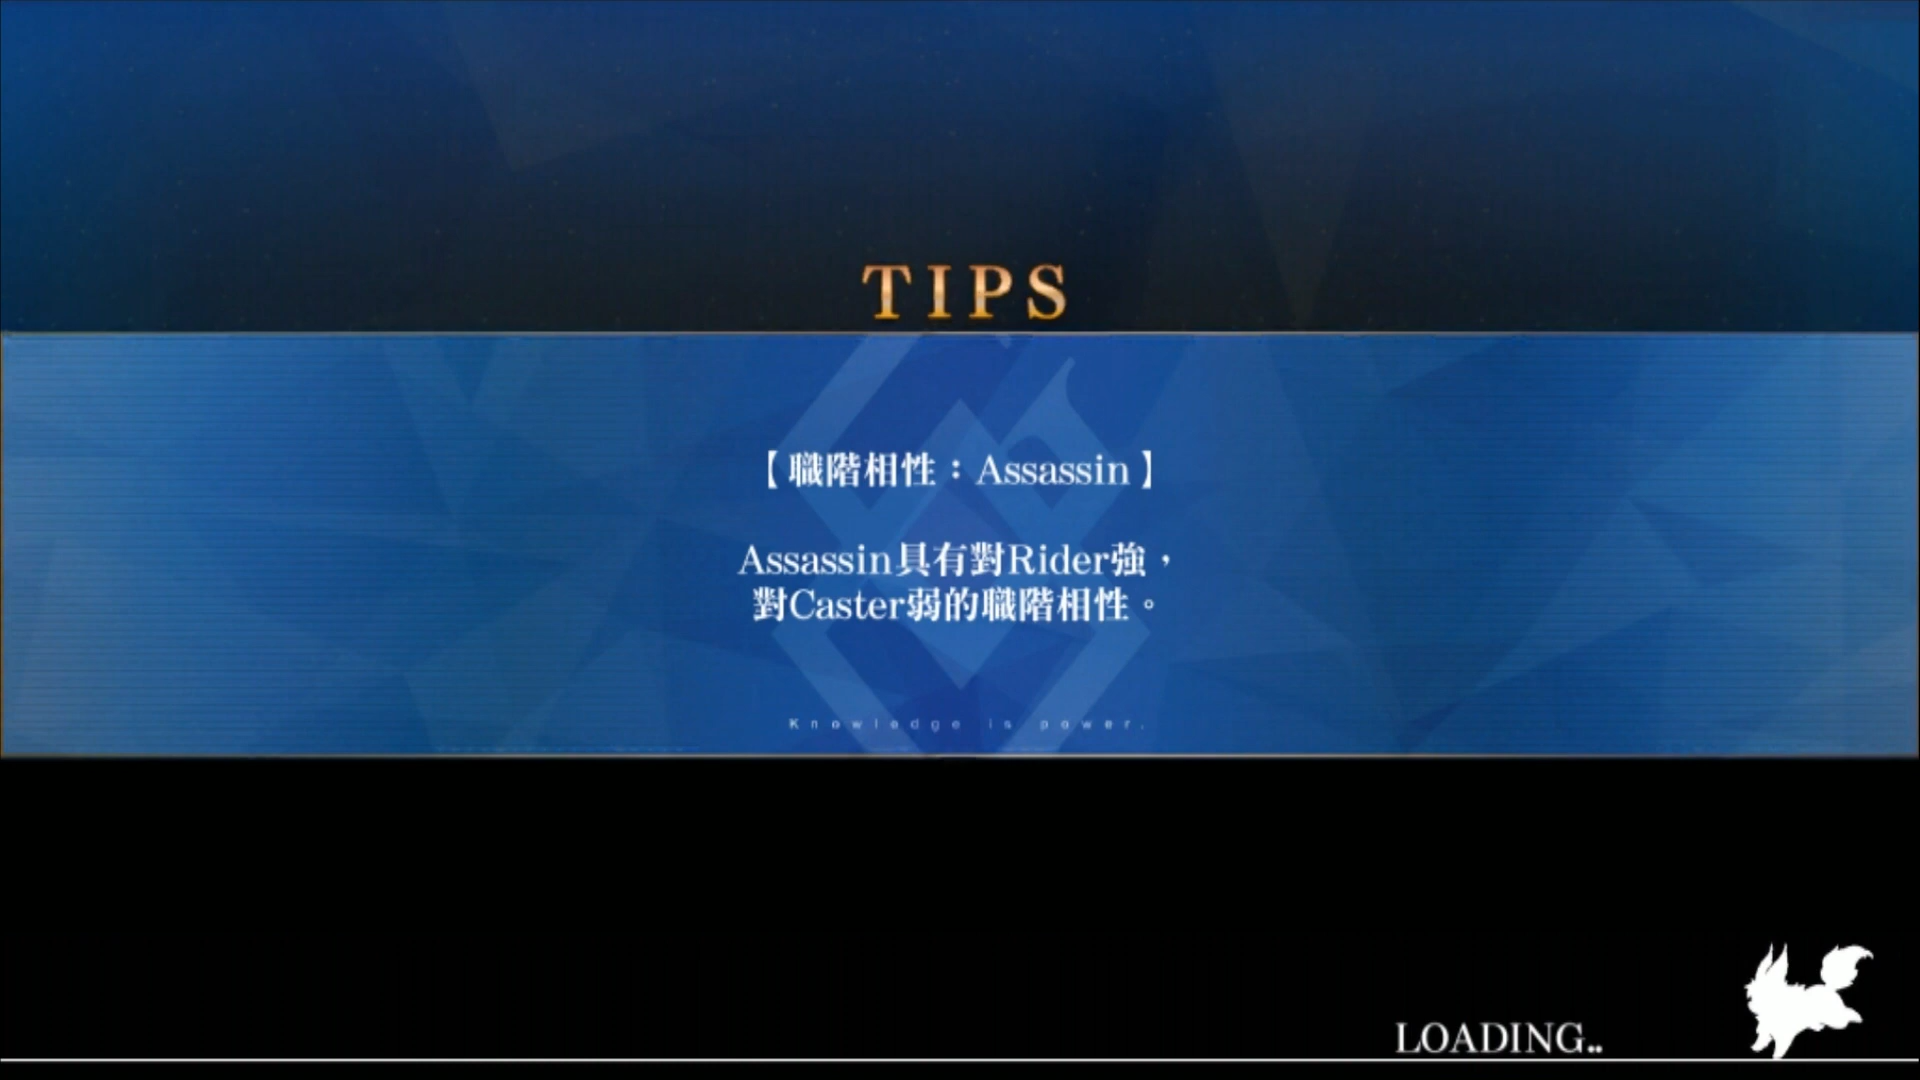 TIPS
【職階相性：Assassin】
Assassin具有對Rider強，
對Caster弱的職階相性。
Knowledge is power.
LOADING..